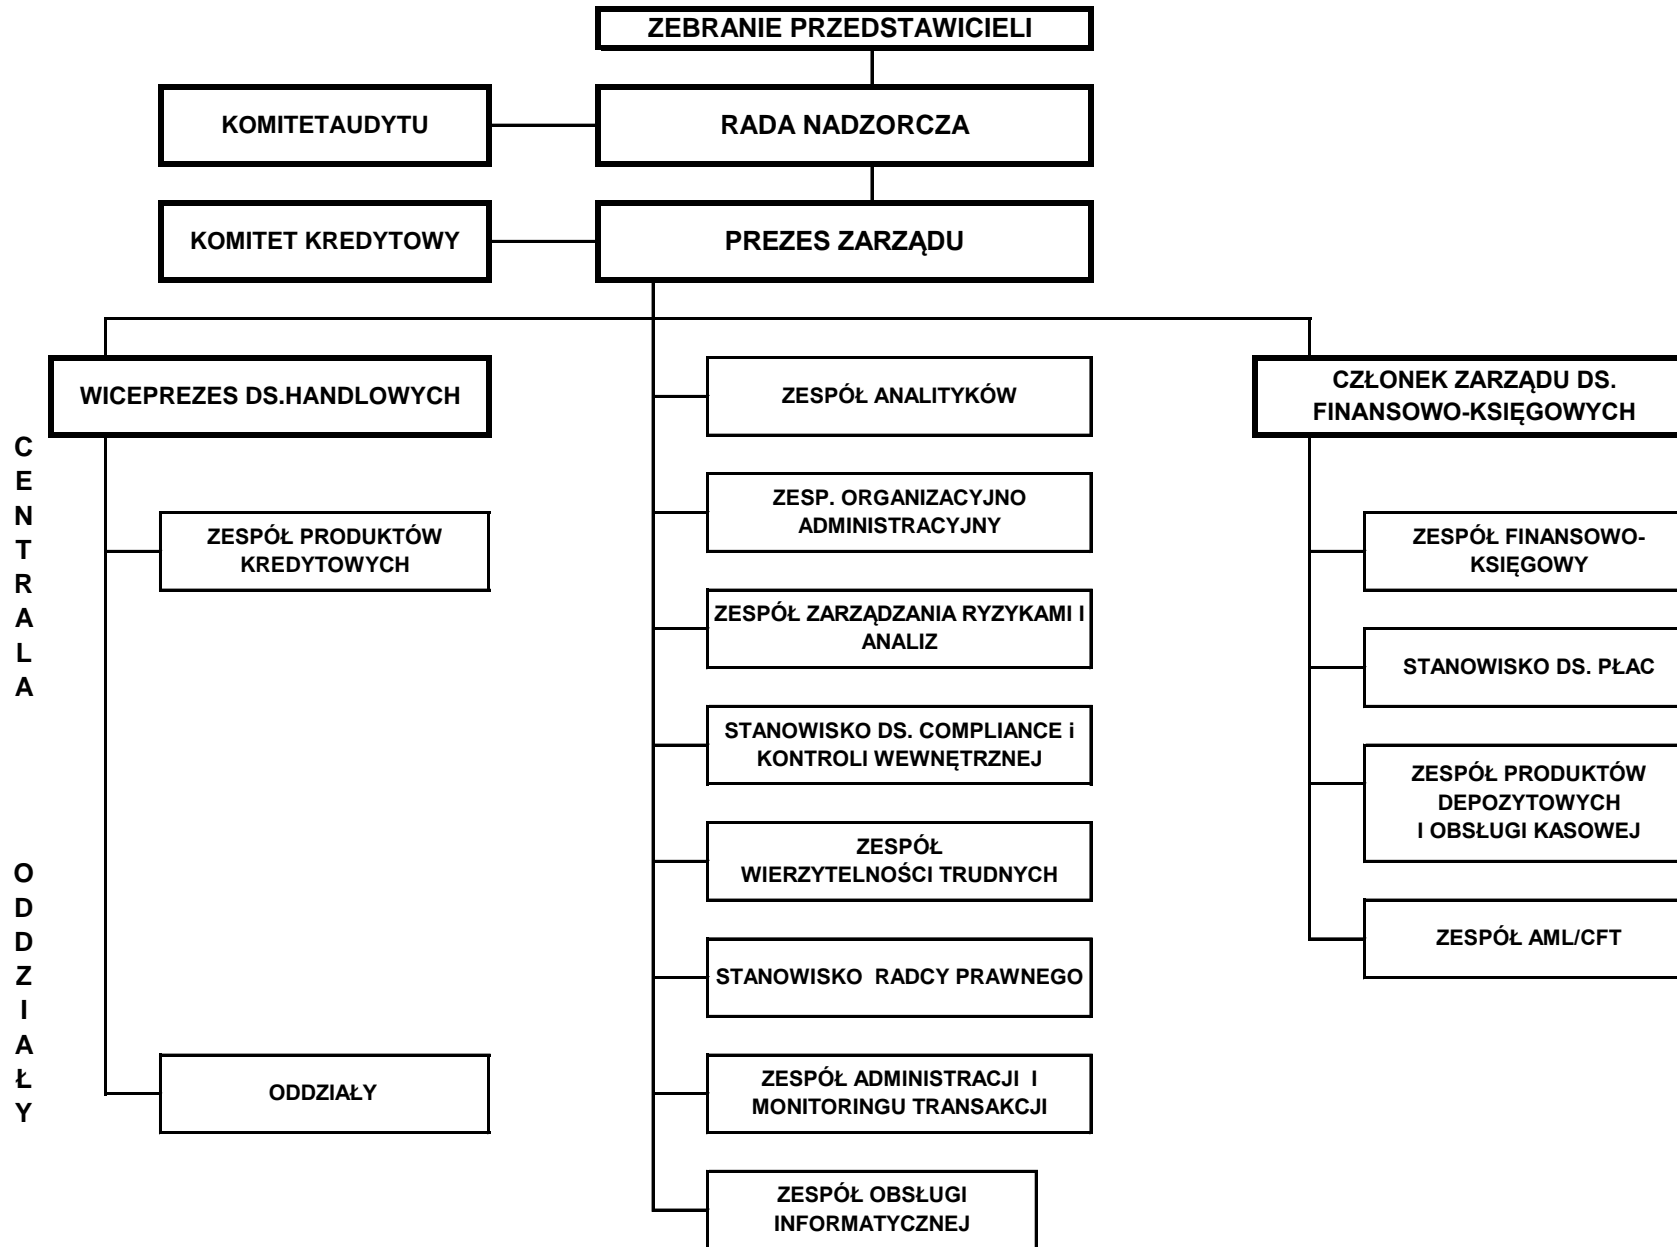 ZEBRANIE PRZEDSTAWICIELI
KOMITETAUDYTU
RADA NADZORCZA
KOMITET KREDYTOWY
PREZES ZARZĄDU
WICEPREZES DS.HANDLOWYCH
ZESPÓŁ ANALITYKÓW
CZŁONEK ZARZĄDU DS.
FINANSOWO-KSIĘGOWYCH
CENTRALA
ZESPÓŁ PRODUKTÓW
KREDYTOWYCH
ZESP. ORGANIZACYJNO
ADMINISTRACYJNY
ZESPÓŁ FINANSOWO-
KSIĘGOWY
ZESPÓŁ ZARZĄDZANIA RYZYKAMI I
ANALIZ
STANOWISKO DS. PŁAC
STANOWISKO DS. COMPLIANCE i
KONTROLI WEWNĘTRZNEJ
ZESPÓŁ PRODUKTÓW
DEPOZYTOWYCH
I OBSŁUGI KASOWEJ
ODDZIAŁY
ZESPÓŁ
WIERZYTELNOŚCI TRUDNYCH
ZESPÓŁ AML/CFT
STANOWISKO  RADCY PRAWNEGO
ODDZIAŁY
ZESPÓŁ ADMINISTRACJI  I
MONITORINGU TRANSAKCJI
ZESPÓŁ OBSŁUGI
INFORMATYCZNEJ